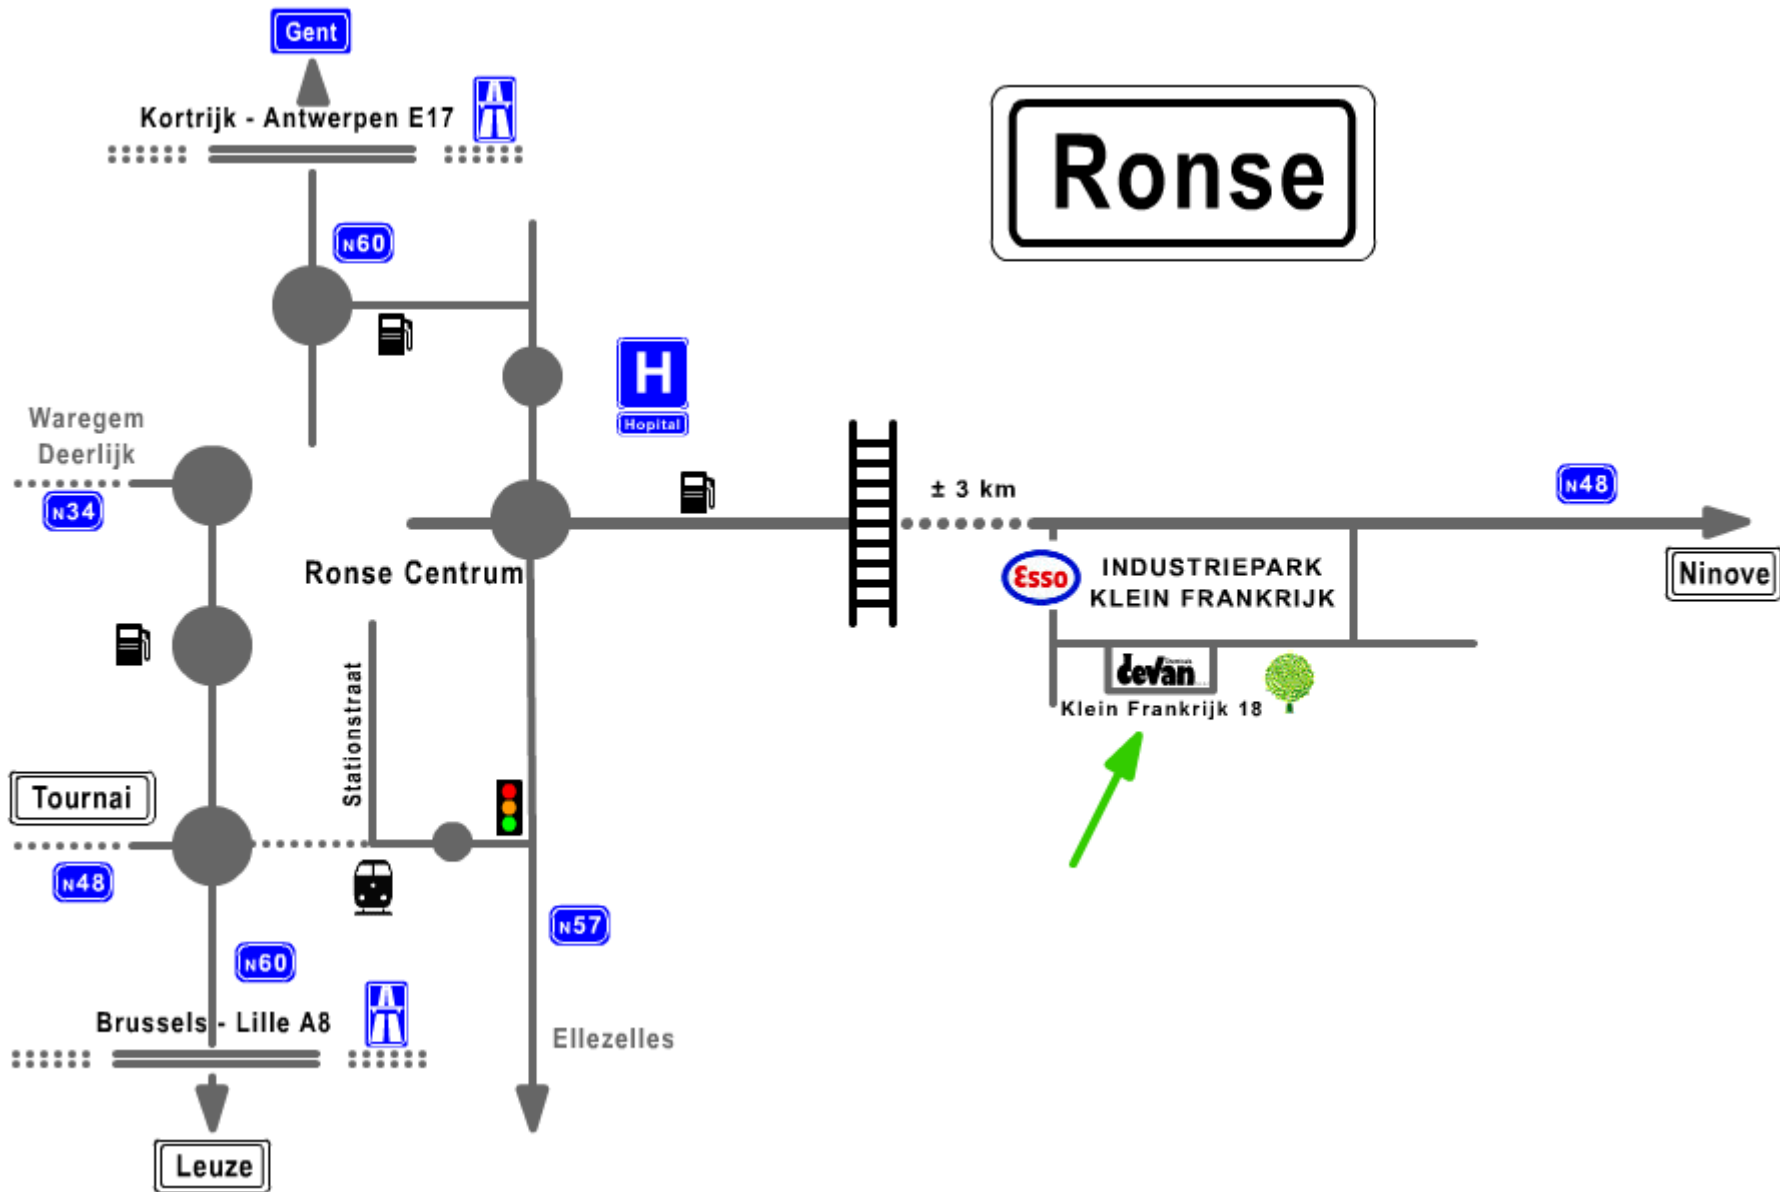 Gent
Kortrijk - Antwerpen E17
Ronse
N60
H
Hopital
Waregem
Deerlijk
N34
± 3 km
N48
Ronse Centrum
Esso
INDUSTRIEPARK
KLEIN FRANKRIJK
Ninove
Stationstraat
devan
Klein Frankrijk 18
Tournai
N48
N57
N60
Brussels - Lille A8
Ellezelles
Leuze